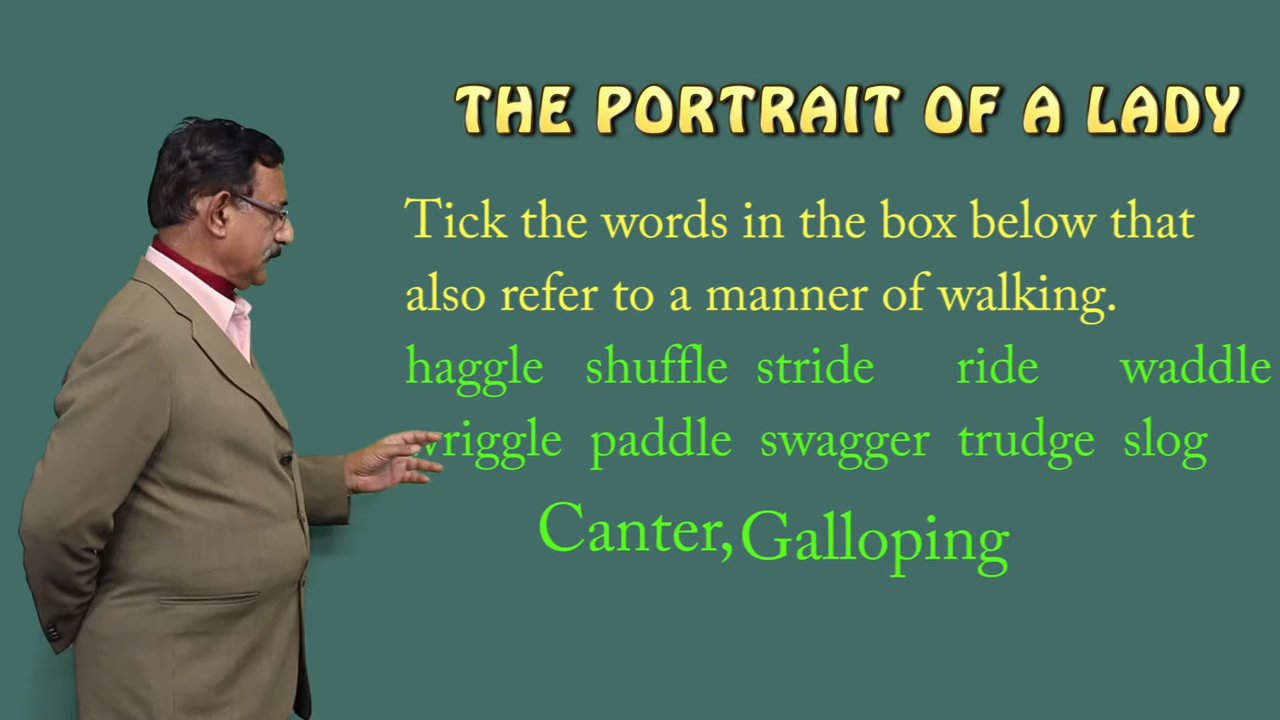 THE PORTRAIT OF A LADY
Tick the words in the box below that
also refer to a manner of walking.
haggle shuffle stride ride waddle
wriggle paddle swagger trudge slog
Canter, Galloping